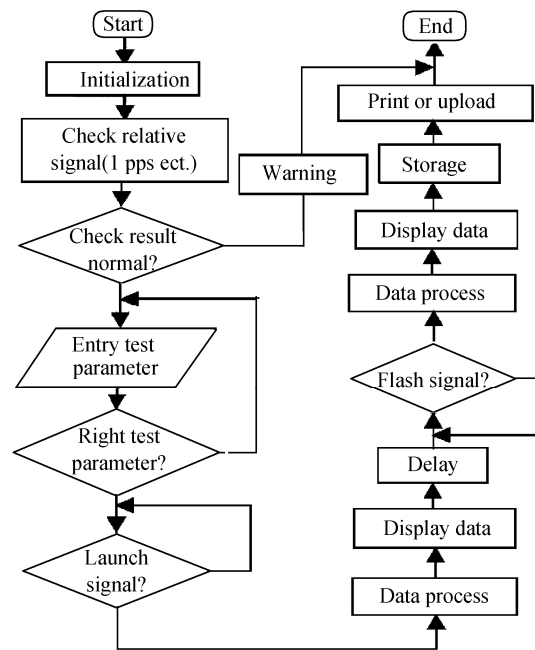 Start
Initialization
Check relative
signal(1 pps ect.)
Check result
normal?
Entry test
parameter
Right test
parameter?
Launch
signal?
Warning
End
Print or upload
Storage
Display data
Data process
Flash signal?
Delay
Display data
Data process